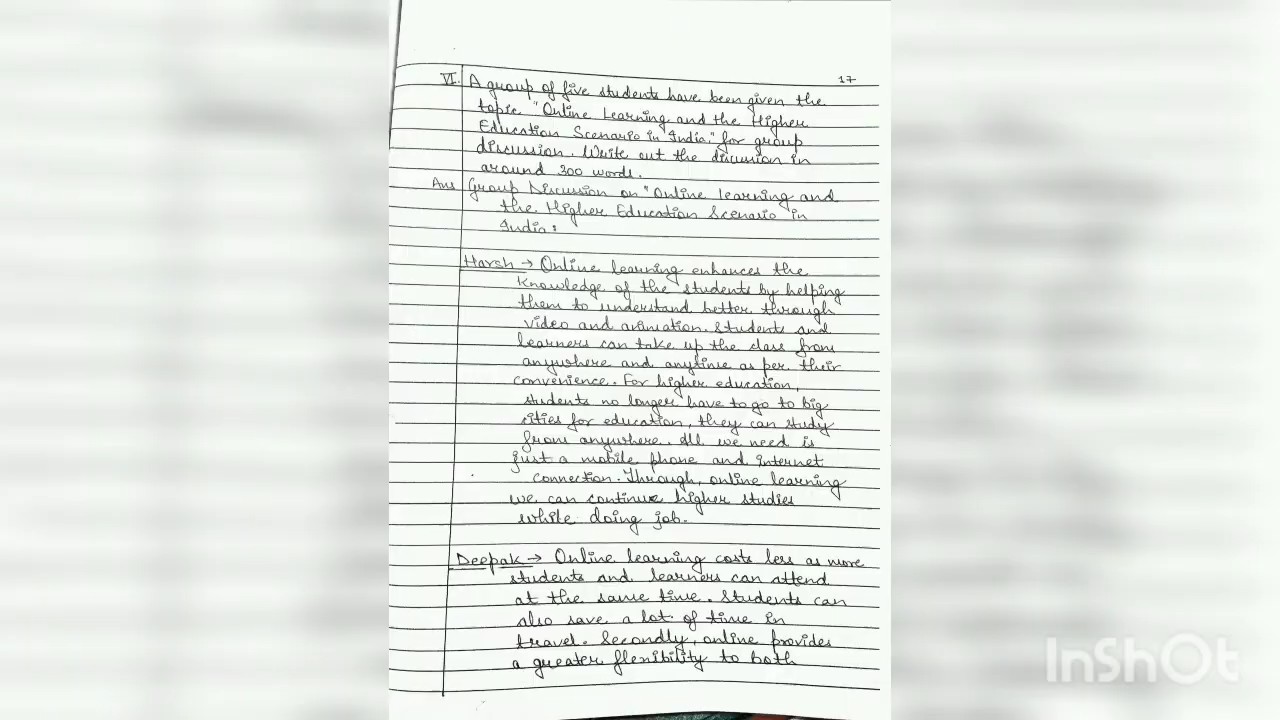 17
VI. A group of five students have been given the
topic "Online Learning and the Higher
Education Scenario in India." for group
discussion. Write out the discusion in
around 300 words.
Ans Group Discussion on "Online learning and
the Higher Education Scenario in
India:
Harsh → Online learning enhances the
knowledge of the students by helping
them to understand better through
video and animation. Students and
learners can take up the class from
anywhere and anytime as per their
convenience. For higher education,
students no longer have to go to big
cities for education, they can study
from anywhere. All we need is
just a mobile phone and internet
connection. Through, online learning
we can continue higher studies
while doing job.
Deepak → Online learning costs less as more
students and learners can attend
at the same time. Students can
also save a lot of time in
travel. Secondly, online provides
a greater flexibility to both
InShOt